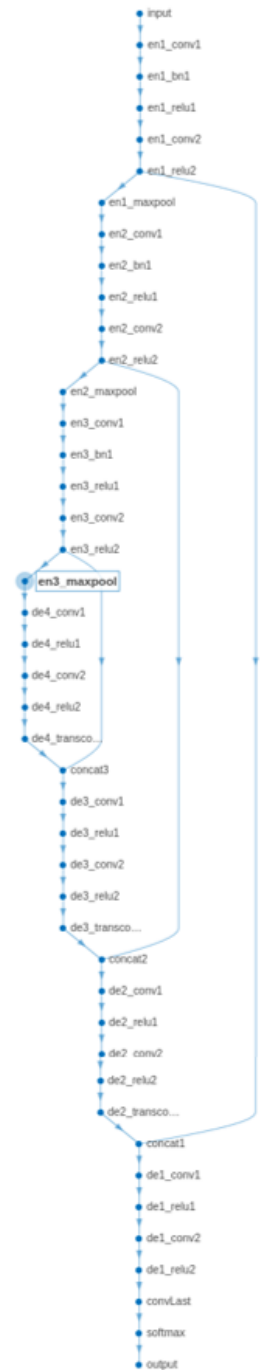 input
en1_conv1
en1_bn1
en1_relu1
en1_conv2
en1_relu2
en1_maxpool
en2_conv1
en2_bn1
en2_relu1
en2_conv2
en2_relu2
en2_maxpool
en3_conv1
en3_bn1
en3_relu1
en3_conv2
en3_relu2
en3_maxpool
de4_conv1
de4_relu1
de4_conv2
de4_relu2
de4_transco...
concat3
de3_conv1
de3_relu1
de3_conv2
de3_relu2
de3_transco...
concat2
de2_conv1
de2_relu1
de2_conv2
de2_relu2
de2_transco...
concat1
de1_conv1
de1_relu1
de1_conv2
de1_relu2
convLast
softmax
output